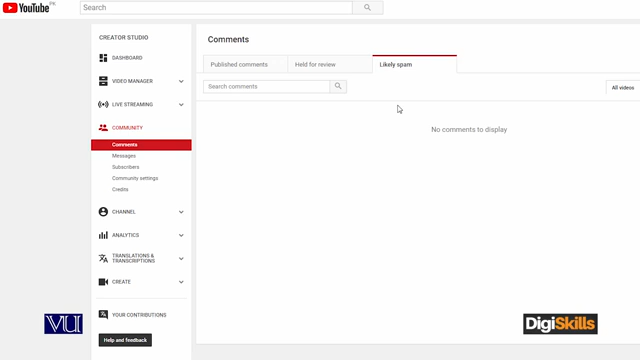 YouTube PK
Search
CREATOR STUDIO
DASHBOARD
VIDEO MANAGER
LIVE STREAMING
COMMUNITY
Comments
Messages
Subscribers
Community settings
Credits
CHANNEL
ANALYTICS
TRANSLATIONS &
TRANSCRIPTIONS
CREATE
YOUR CONTRIBUTIONS
Help and feedback
Comments
Published comments
Held for review
Likely spam
Search comments
All videos
No comments to display
VU
DigiSkills